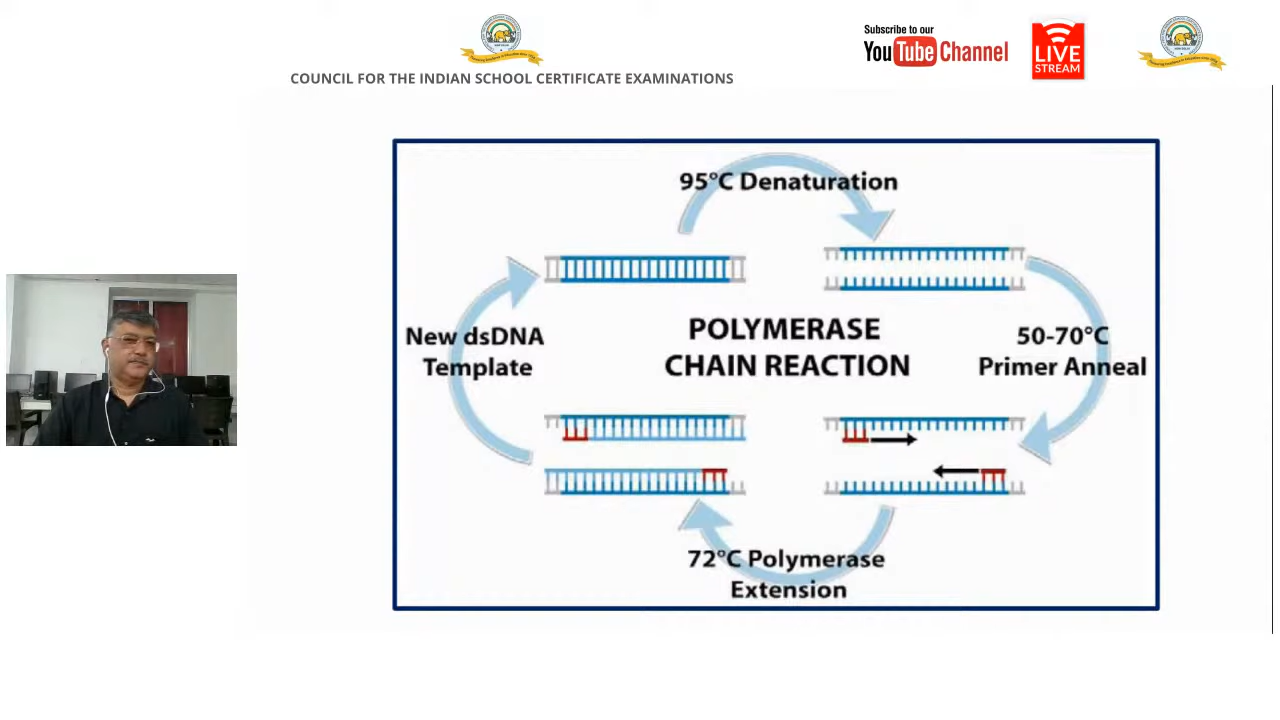 Subscribe to our
YouTube Channel
LIVE
STREAM
COUNCIL FOR THE INDIAN SCHOOL CERTIFICATE EXAMINATIONS
95°C Denaturation
New dsDNA
Template
POLYMERASE
CHAIN REACTION
50-70°C
Primer Anneal
72°C Polymerase
Extension